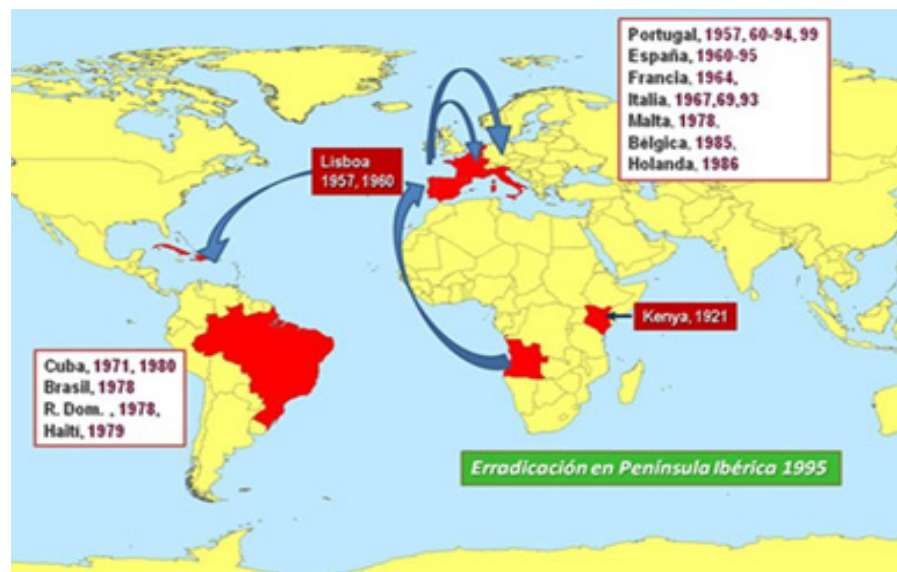 Portugal, 1957, 60-94, 99
España, 1960-95
Francia, 1964,
Italia, 1967,69,93
Malta, 1978,
Bélgica, 1985,
Holanda, 1986
Lisboa
1957, 1960
Kenya, 1921
Cuba, 1971, 1980
Brasil, 1978
R. Dom. , 1978,
Haití, 1979
Erradicación en Península Ibérica 1995